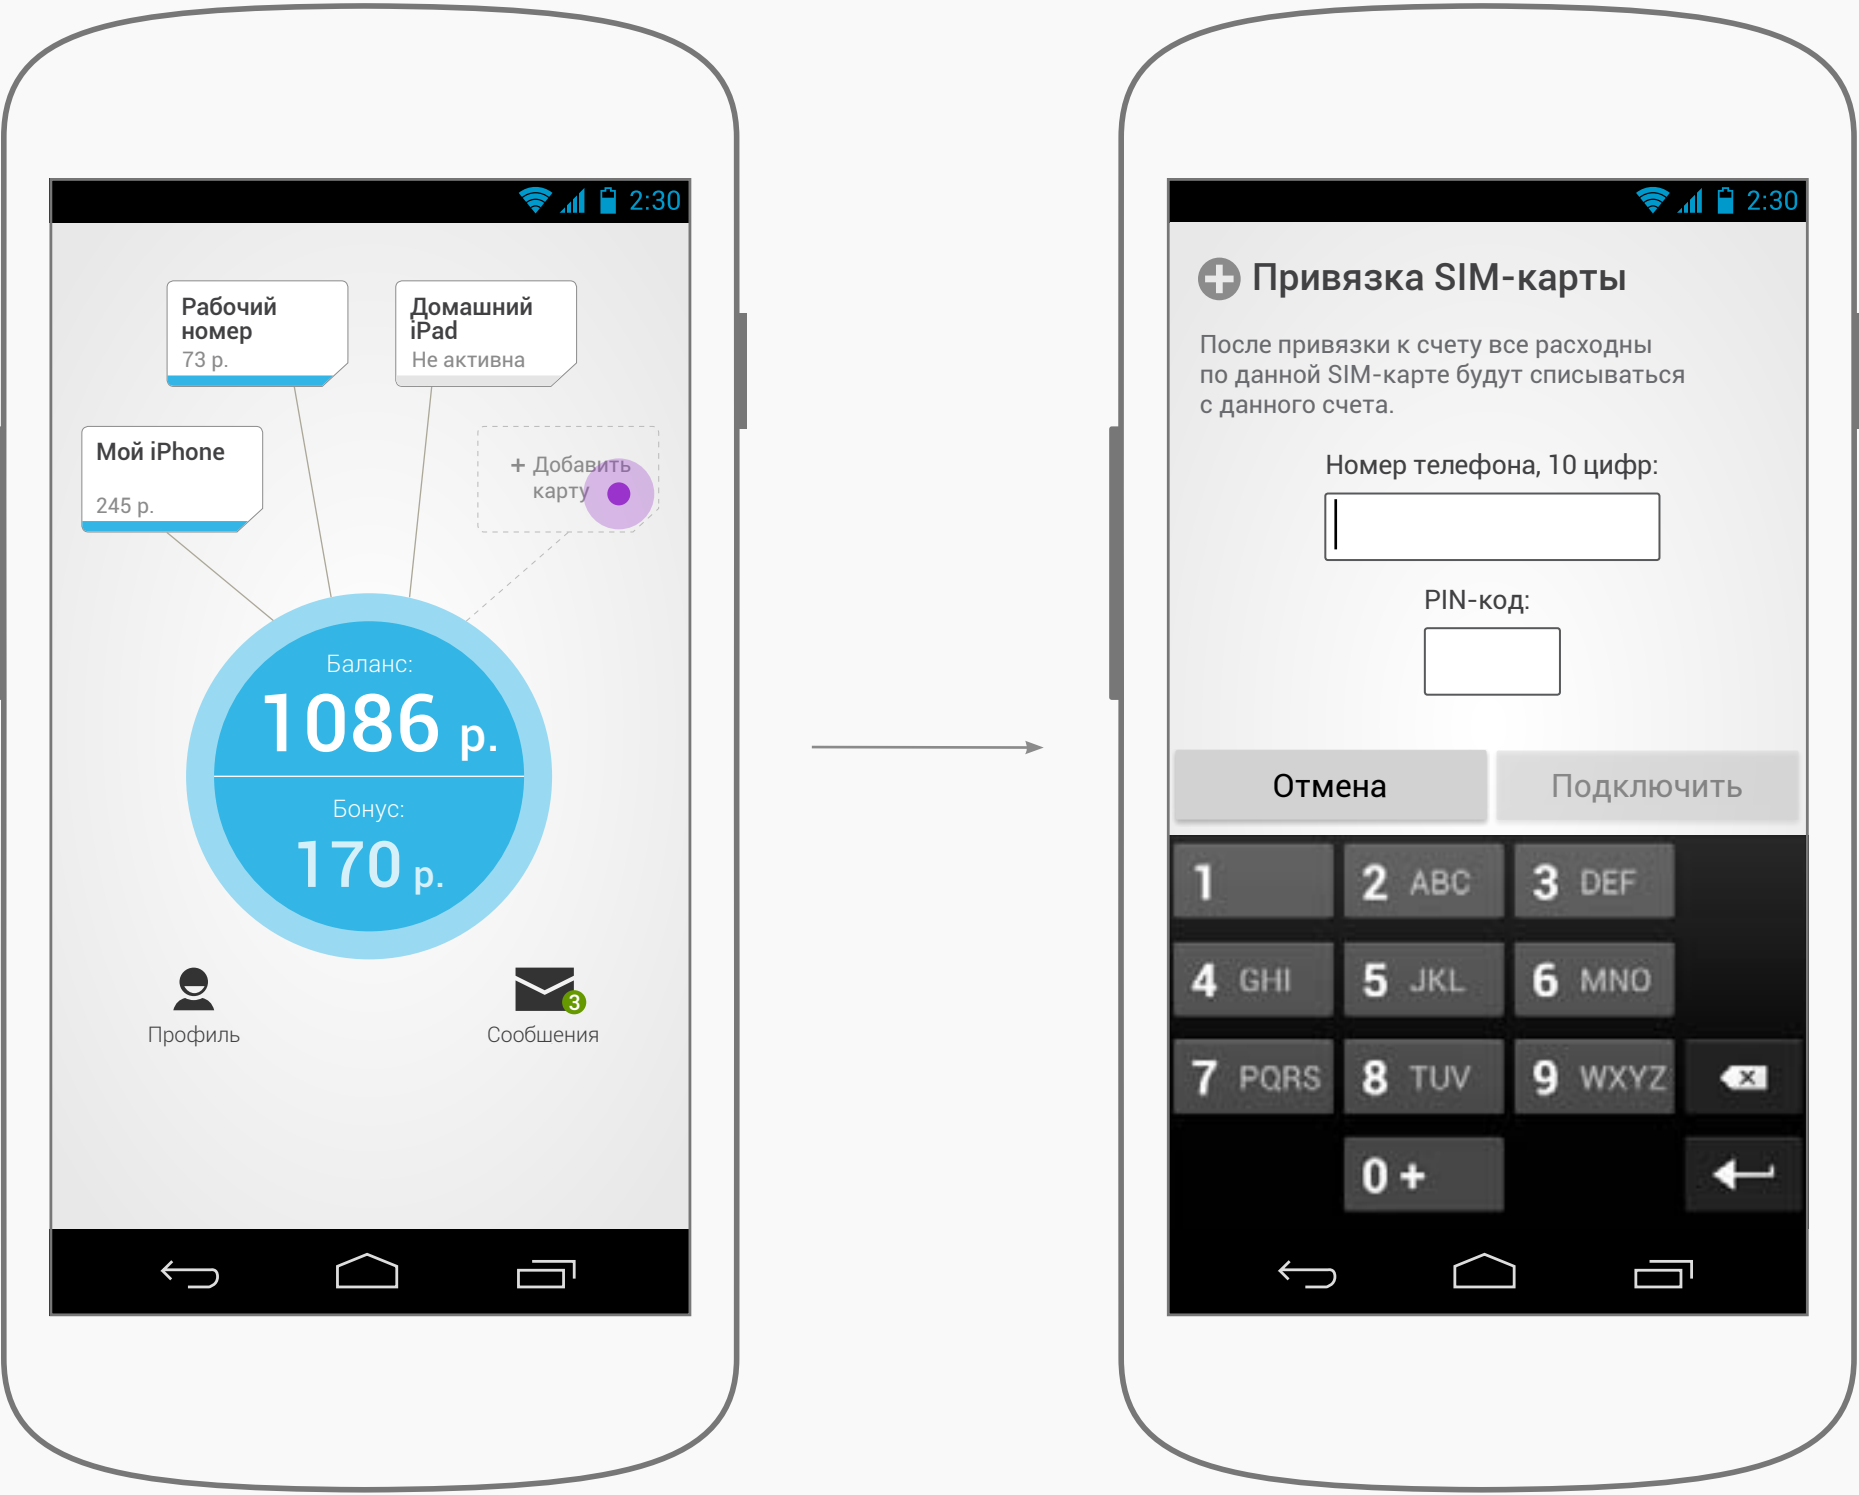 2:30
Рабочий
номер
73 р.
Домашний
iPad
Не активна
Мой iPhone
245 р.
+ Добавить
карту
Баланс:
1086 р.
Бонус:
170 р.
Профиль
3
Сообшения
2:30
Привязка SIM-карты
После привязки к счету все расходны
по данной SIM-карте будут списываться
с данного счета.
Номер телефона, 10 цифр:
PIN-код:
Отмена
Подключить
1
2 ABC
3 DEF
4 GHI
5 JKL
6 MNO
7 PQRS
8 TUV
9 WXYZ
0 +